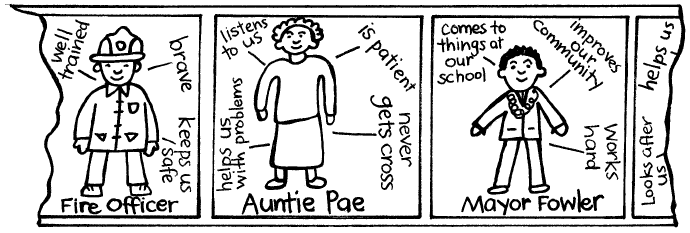 well
trained
brave
keeps us
safe
Fire Officer
listens
to us
is patient
helps us
with problems
never
gets cross
Auntie Pae
comes to
things at
our
school
improves
our
community
works
hard
Mayor Fowler
helps us
Looks after
us